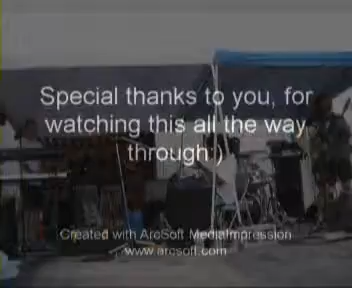 Special thanks to you, for
watching this all the way
through:)
Created with ArcSoft MediaImpression
www.arcsoft.com